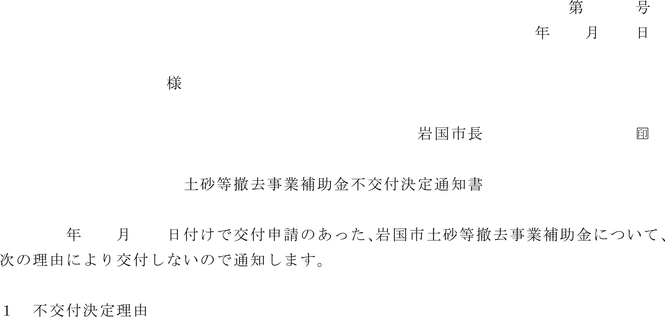 第　　　号
年　　月　　日
様
岩国市長　　　　　　　　　印
土砂等撤去事業補助金不交付決定通知書
年　　月　　日付けで交付申請のあった、岩国市土砂等撤去事業補助金について、
次の理由により交付しないので通知します。
１　不交付決定理由